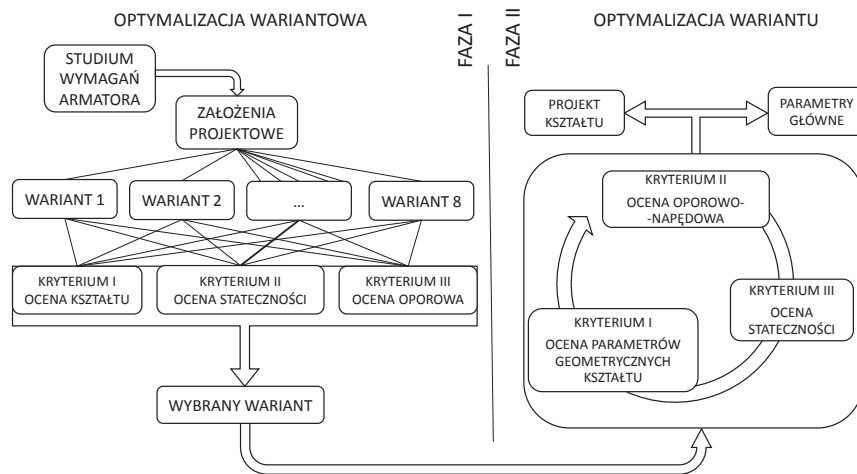 OPTYMALIZACJA WARIANTOWA
FAZA I
FAZA II
OPTYMALIZACJA WARIANTU
STUDIUM
WYMAGAŃ
ARMATORA
ZAŁOŻENIA
PROJEKTOWE
WARIANT 1
WARIANT 2
...
WARIANT 8
KRYTERIUM I
OCENA KSZTAŁTU
KRYTERIUM II
OCENA STATECZNOŚCI
KRYTERIUM III
OCENA OPOROWA
WYBRANY WARIANT
PROJEKT
KSZTAŁTU
PARAMETRY
GŁÓWNE
KRYTERIUM II
OCENA OPOROWO-
-NAPĘDOWA
KRYTERIUM III
OCENA
STATECZNOŚCI
KRYTERIUM I
OCENA PARAMETRÓW
GEOMETRYCZNYCH
KSZTAŁTU